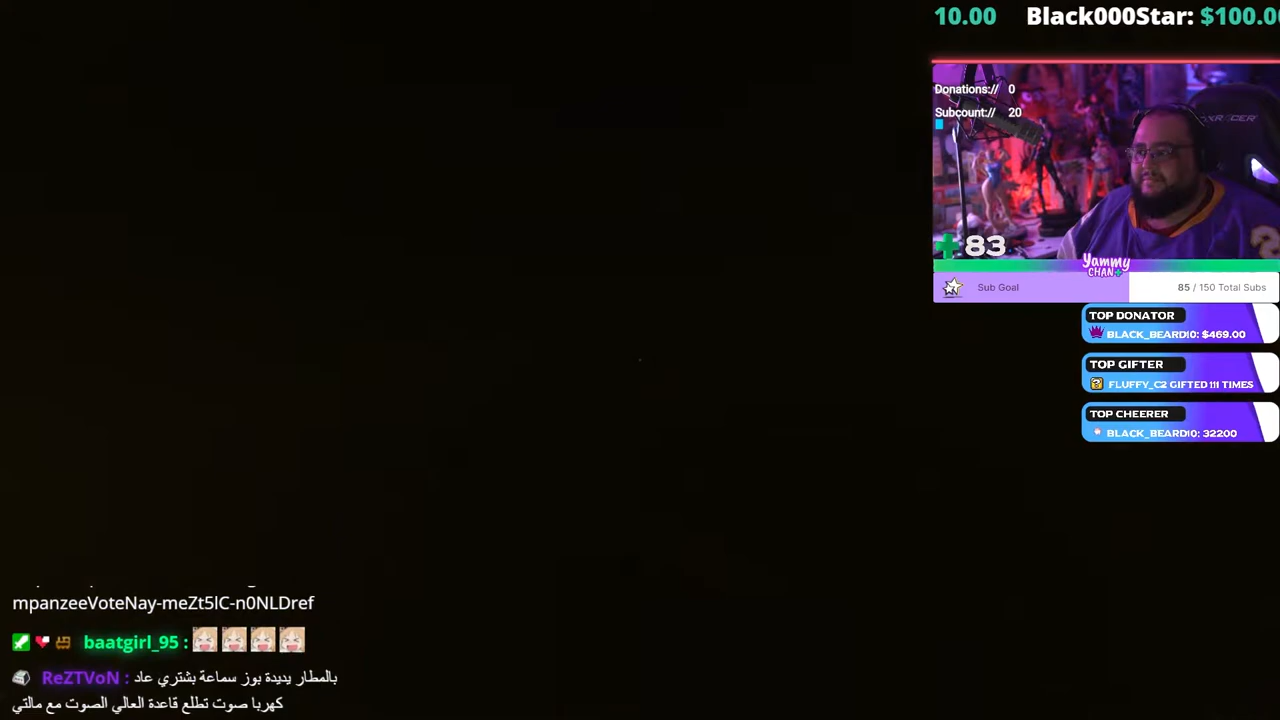 10.00 Black000Star: $100.0
Donations:// 0
Subcount:// 20
XRACER
83
Yammy
CHAN+
Sub Goal 85 / 150 Total Subs
TOP DONATOR
BLACK_BEARD10: $469.00
TOP GIFTER
FLUFFY_C2 GIFTED 111 TIMES
TOP CHEERER
BLACK_BEARD10: 32200
mpanzeeVoteNay-meZt5lC-n0NLDref
baatgirl_95 :
ReZTVoN : بالمطار يديدة بوز سماعة بشتري عاد
كهربا صوت تطلع قاعدة العالي الصوت مع مالتي